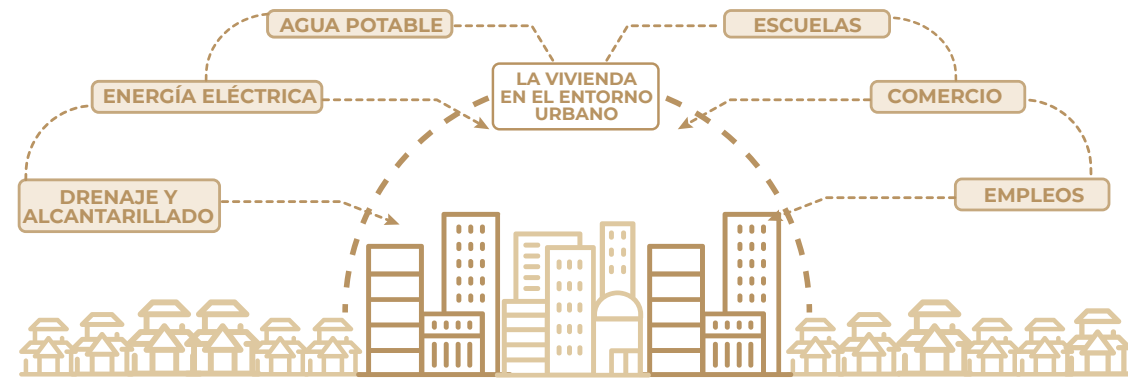 AGUA POTABLE
ESCUELAS
LA VIVIENDA
EN EL ENTORNO
URBANO
ENERGÍA ELÉCTRICA
COMERCIO
DRENAJE Y
ALCANTARILLADO
EMPLEOS